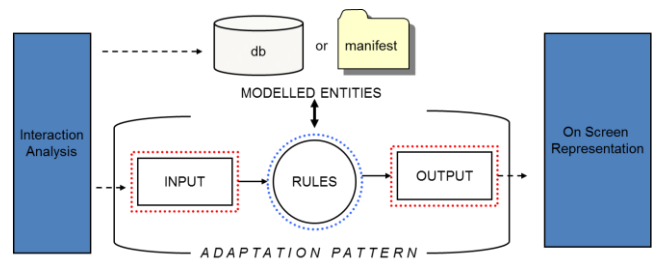 db
or
manifest
MODELLED ENTITIES
Interaction
Analysis
INPUT
RULES
OUTPUT
On Screen
Representation
ADAPTATION PATTERN